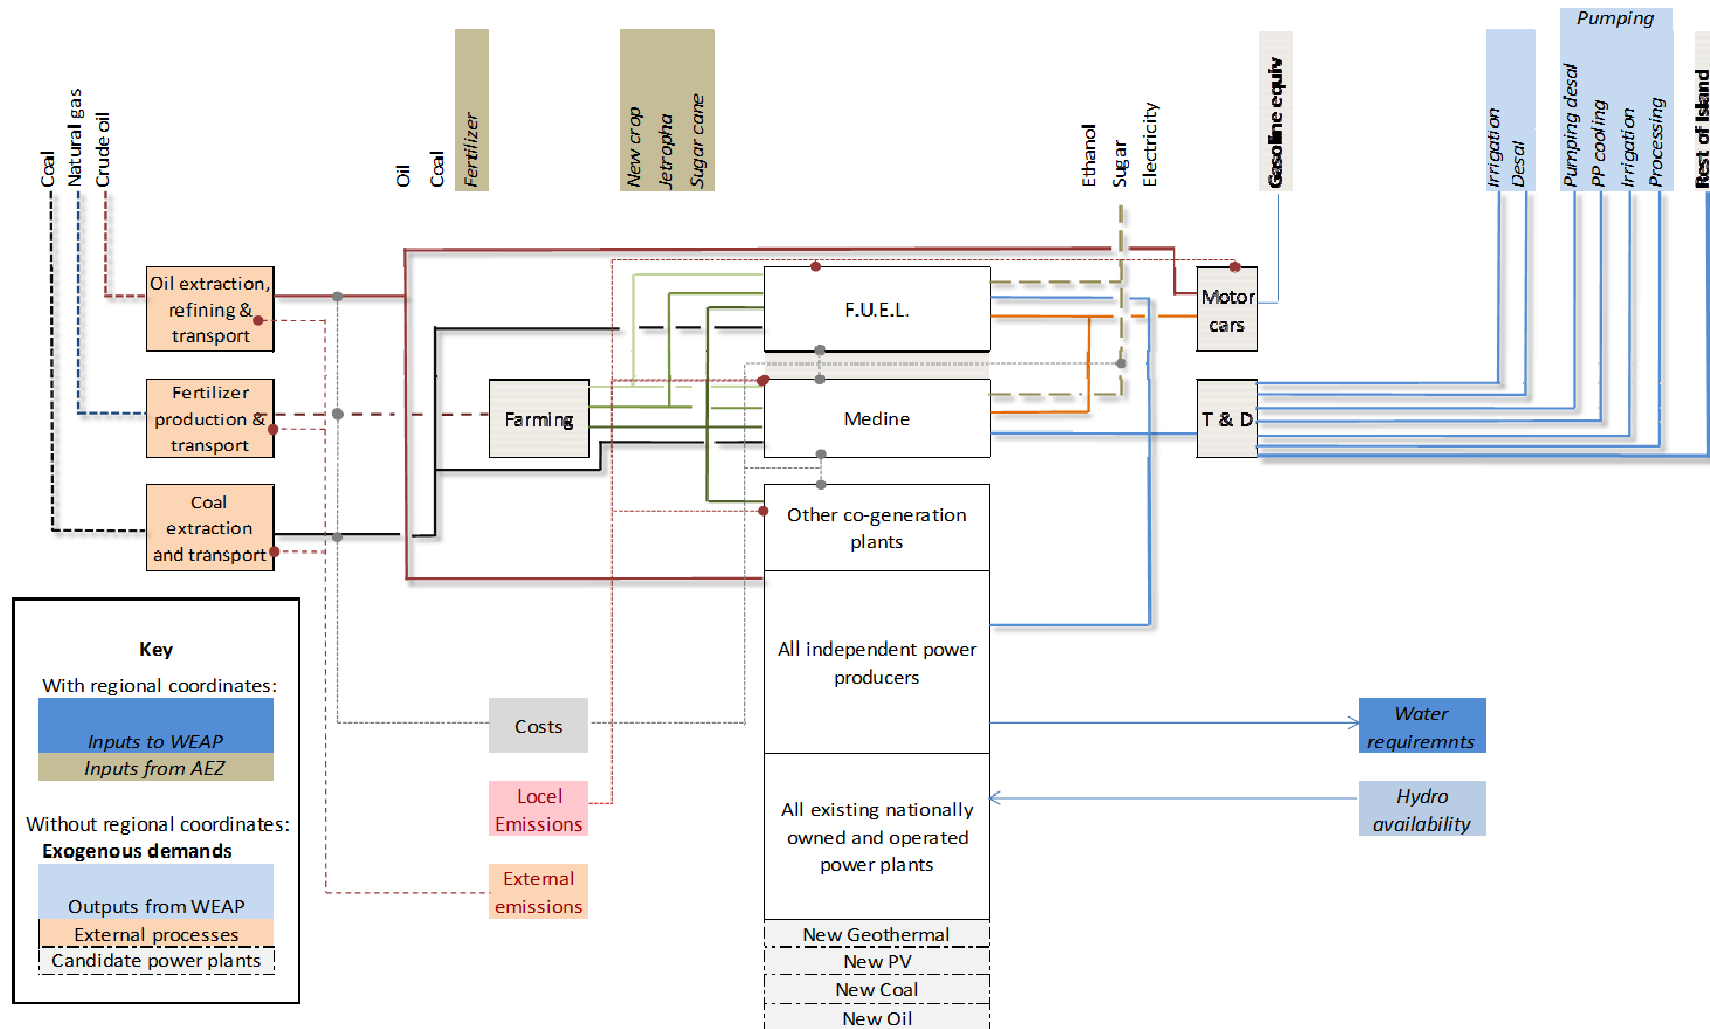 Pumping
Coal
Natural gas
Crude oil
Oil
Coal
Fertilizer
New crop
Jetropha
Sugar cane
Ethanol
Sugar
Electricity
Gasoline equiv
Irrigation
Desal
Pumping desal
PP cooling
Irrigation
Processing
Rest of Island
Oil extraction,
refining &
transport
F.U.E.L.
Motor
cars
Fertilizer
production &
transport
Farming
Medine
T & D
Coal
extraction
and transport
Other co-generation
plants
All independent power
producers
Costs
Water
requiremnts
Locel
Emissions
All existing nationally
owned and operated
power plants
Hydro
availability
External
emissions
New Geothermal
New PV
New Coal
New Oil
Key
With regional coordinates:
Inputs to WEAP
Inputs from AEZ
Without regional coordinates:
Exogenous demands
Outputs from WEAP
External processes
Candidate power plants